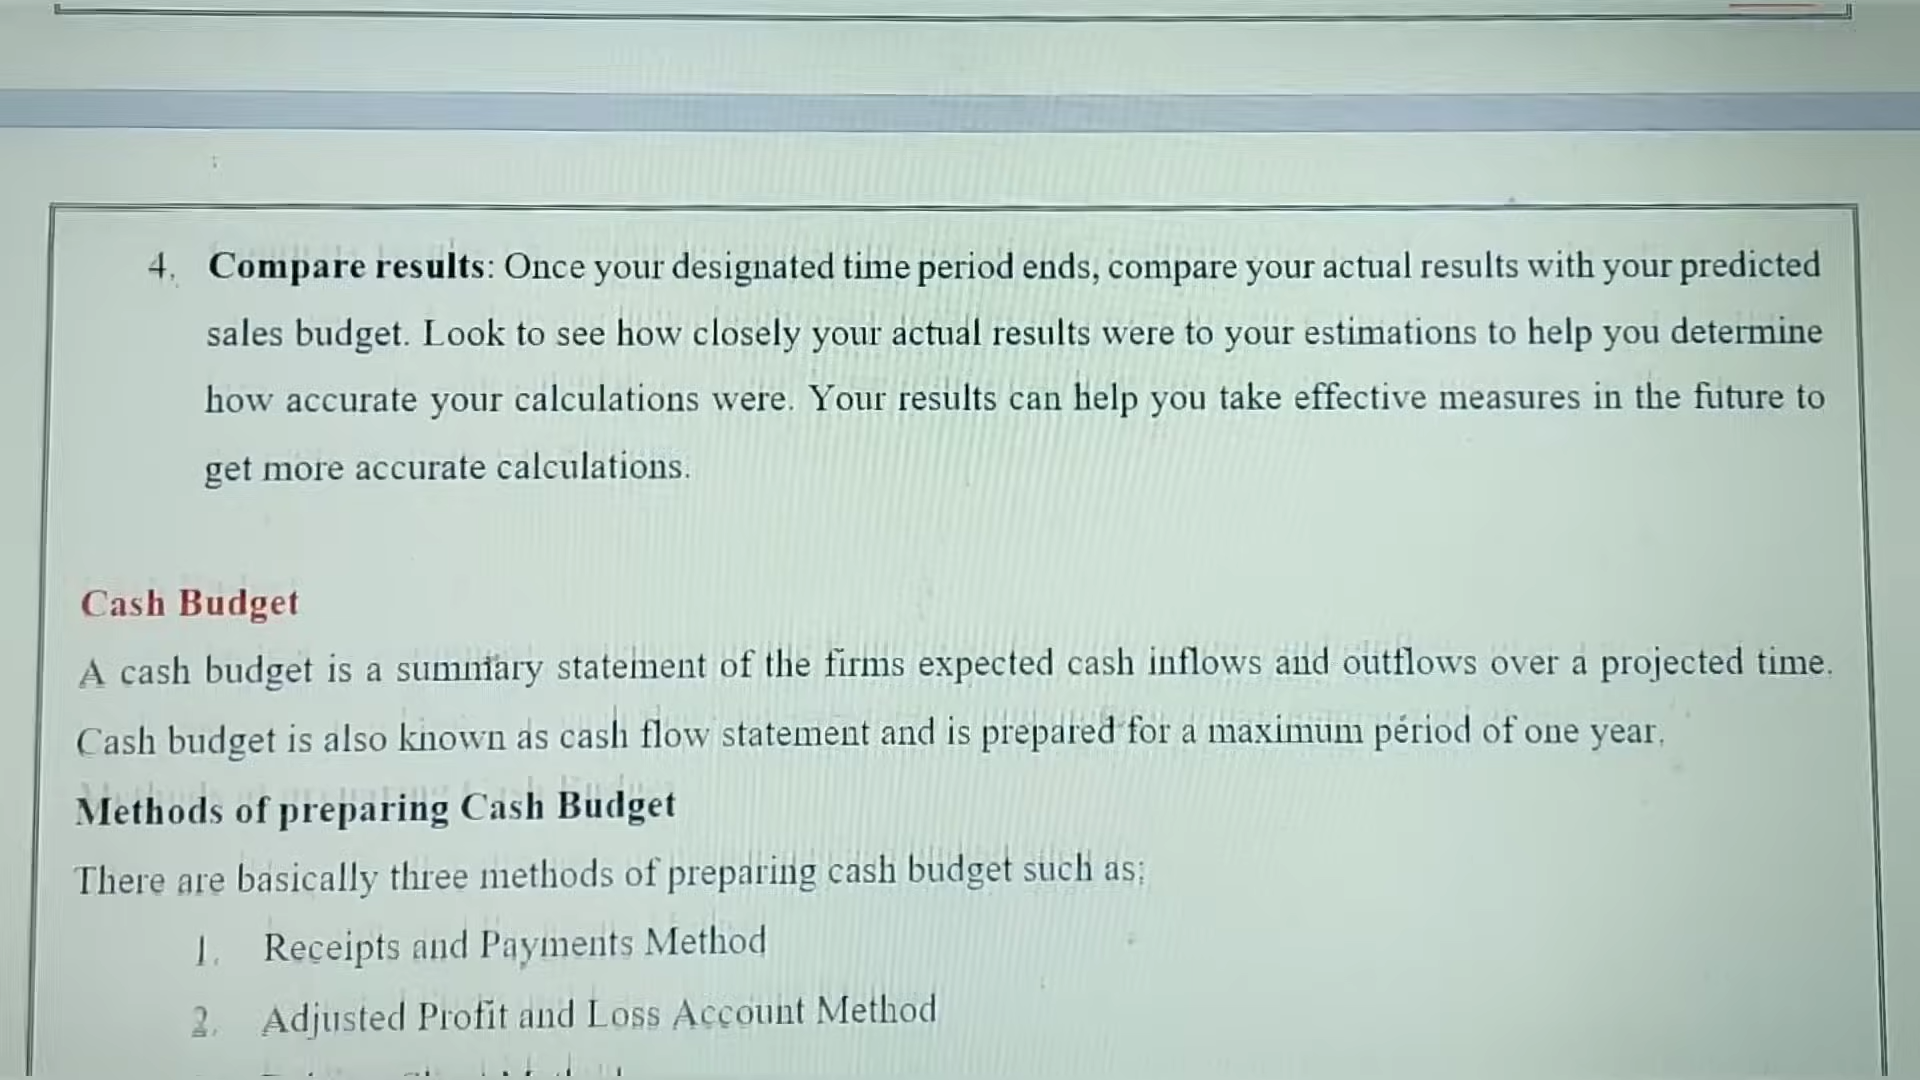 4. Compare results: Once your designated time period ends, compare your actual results with your predicted
sales budget. Look to see how closely your actual results were to your estimations to help you determine
how accurate your calculations were. Your results can help you take effective measures in the future to
get more accurate calculations.
Cash Budget
A cash budget is a summary statement of the firms expected cash inflows and outflows over a projected time.
Cash budget is also known as cash flow statement and is prepared for a maximum period of one year.
Methods of preparing Cash Budget
There are basically three methods of preparing cash budget such as;
1. Receipts and Payments Method
2. Adjusted Profit and Loss Account Method